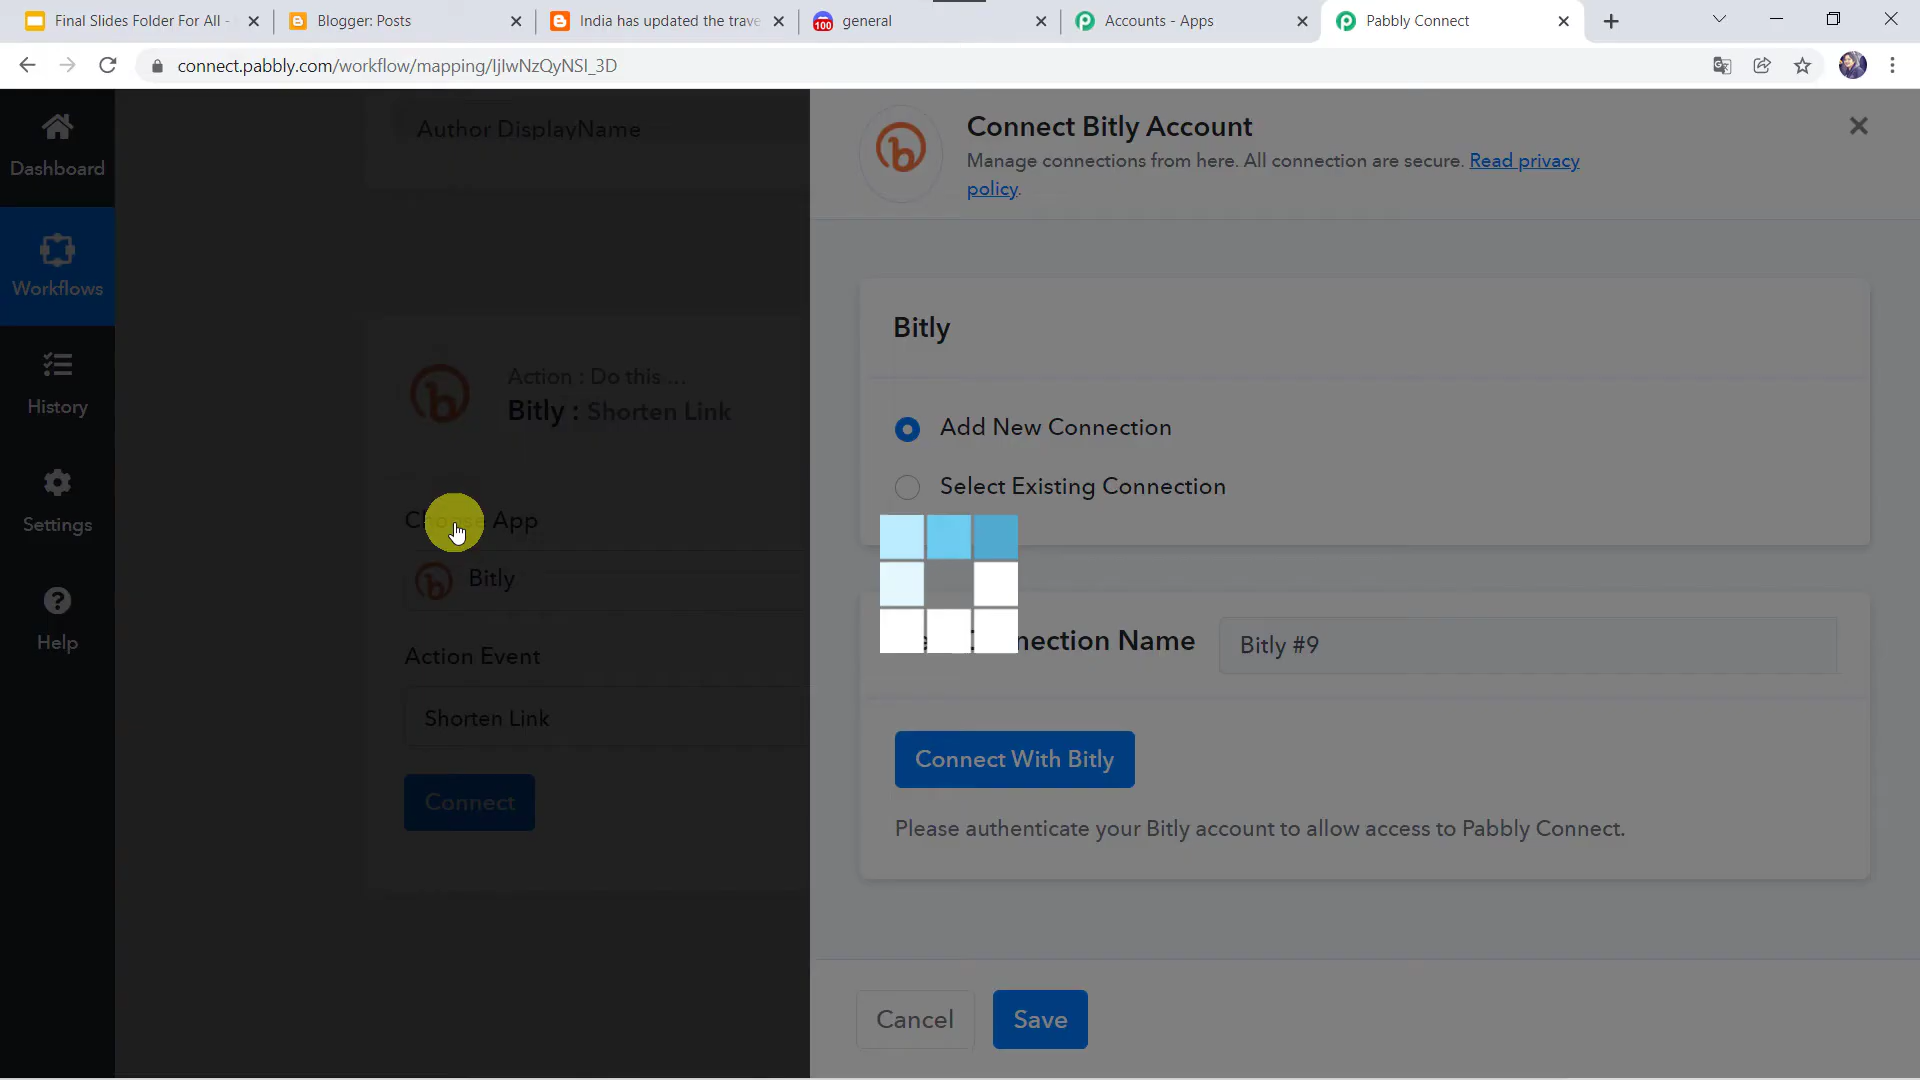 Final Slides Folder For All -
Blogger: Posts
India has updated the trave
100
general
Accounts - Apps
Pabbly Connect
connect.pabbly.com/workflow/mapping/IjIwNzQyNSI_3D
Dashboard
Workflows
History
Settings
Help
Author DisplayName
Action : Do this ...
Bitly : Shorten Link
Choose App
Bitly
Action Event
Shorten Link
Connect
Connect Bitly Account
Manage connections from here. All connection are secure. Read privacy
policy.
Bitly
Add New Connection
Select Existing Connection
nection Name
Bitly #9
Connect With Bitly
Please authenticate your Bitly account to allow access to Pabbly Connect.
Cancel
Save